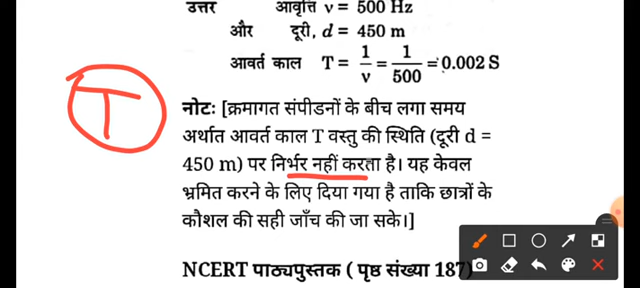 उत्तर आवृत्ति ν = 500 Hz
और दूरी, d = 450 m
आवर्त काल T = 1/ν = 1/500 = 0.002 S
T
नोटः [क्रमागत संपीडनों के बीच लगा समय
अर्थात आवर्त काल T वस्तु की स्थिति (दूरी d =
450 m) पर निर्भर नहीं करता है। यह केवल
भ्रमित करने के लिए दिया गया है ताकि छात्रों के
कौशल की सही जाँच की जा सके।]
NCERT पाठ्यपुस्तक ( पृष्ठ संख्या 187)